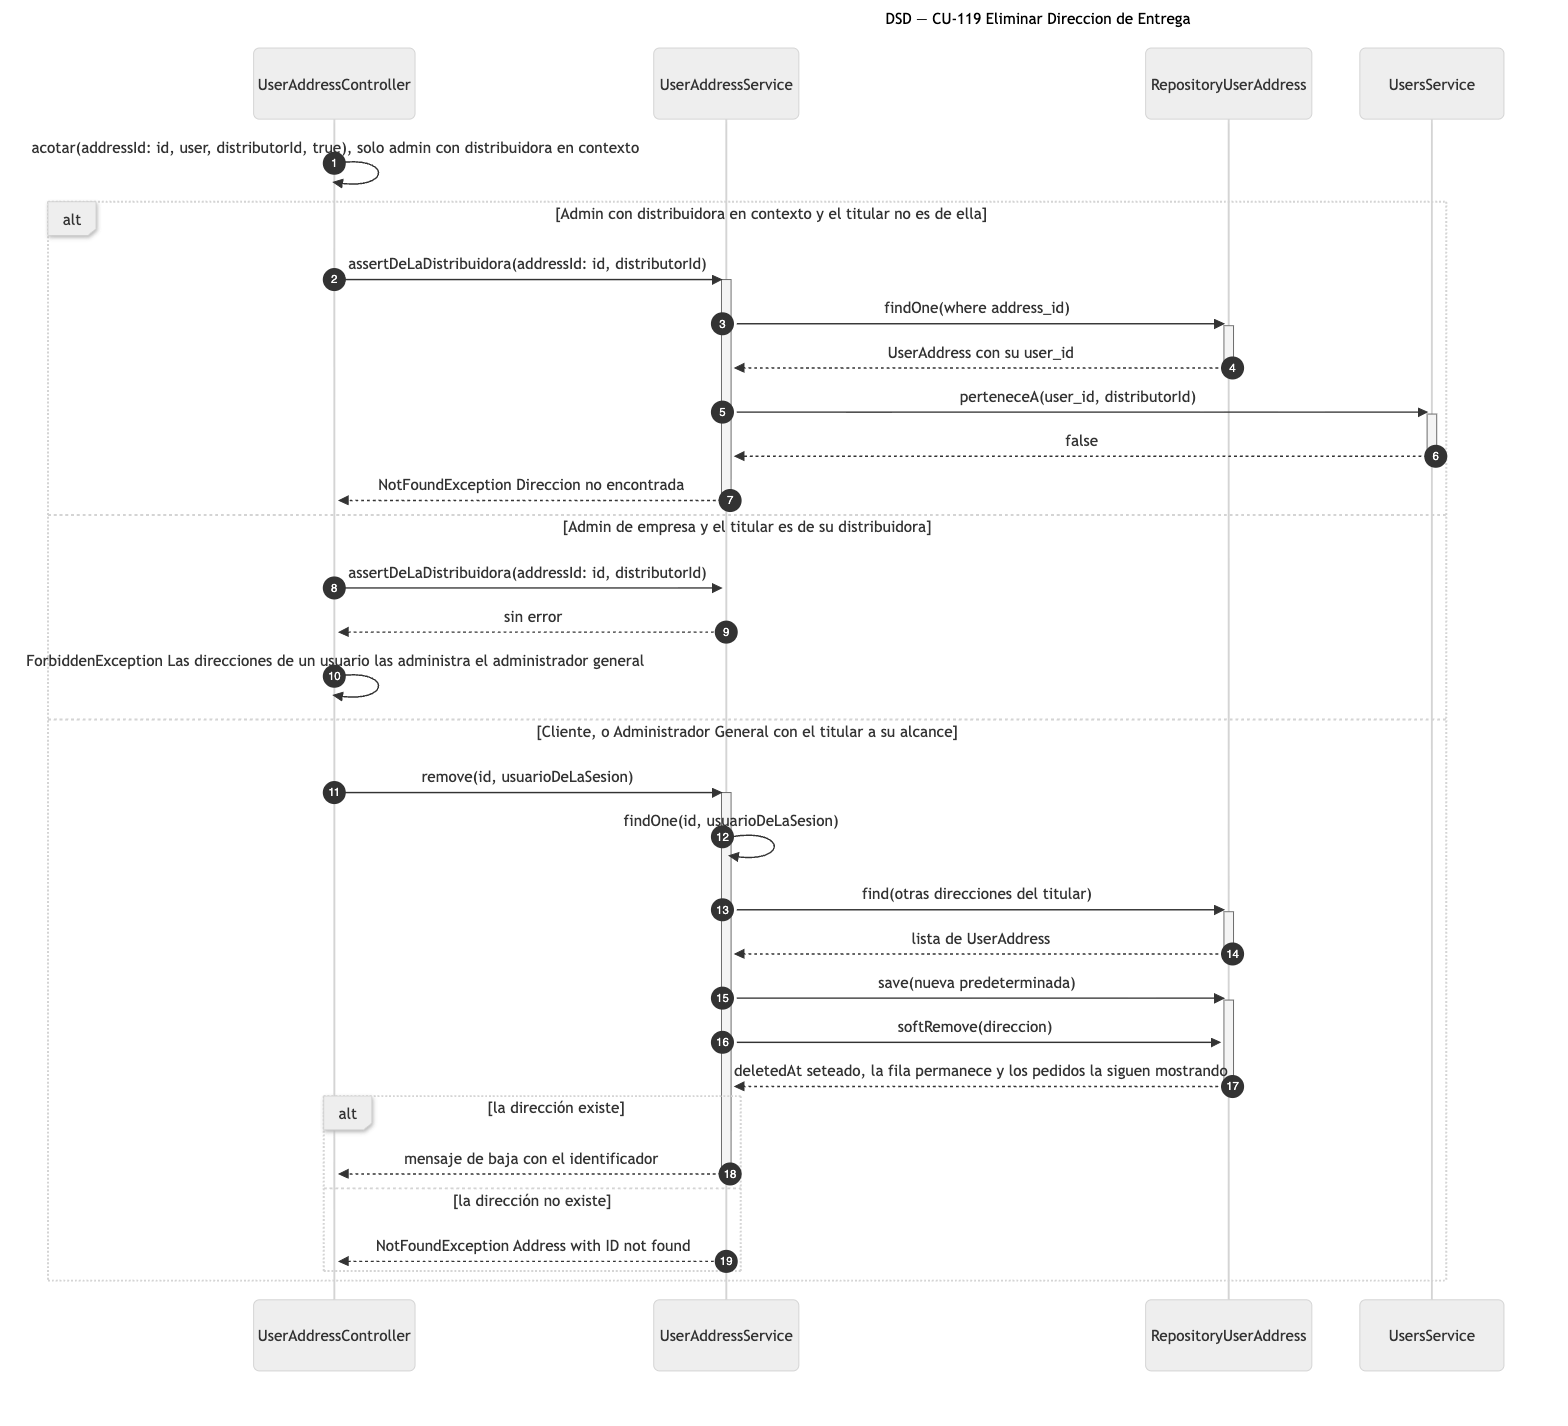 DSD — CU-119 Eliminar Direccion de Entrega
UserAddressController
UserAddressService
RepositoryUserAddress
UsersService
acotar(addressId: id, user, distributorId, true), solo admin con distribuidora en contexto
1
alt
[Admin con distribuidora en contexto y el titular no es de ella]
assertDeLaDistribuidora(addressId: id, distributorId)
2
findOne(where address_id)
3
UserAddress con su user_id
4
perteneceA(user_id, distributorId)
5
false
6
NotFoundException Direccion no encontrada
7
[Admin de empresa y el titular es de su distribuidora]
assertDeLaDistribuidora(addressId: id, distributorId)
8
sin error
9
ForbiddenException Las direcciones de un usuario las administra el administrador general
10
[Cliente, o Administrador General con el titular a su alcance]
remove(id, usuarioDeLaSesion)
11
findOne(id, usuarioDeLaSesion)
12
find(otras direcciones del titular)
13
lista de UserAddress
14
save(nueva predeterminada)
15
softRemove(direccion)
16
deletedAt seteado, la fila permanece y los pedidos la siguen mostrando
17
alt
[la dirección existe]
mensaje de baja con el identificador
18
[la dirección no existe]
NotFoundException Address with ID not found
19
UserAddressController
UserAddressService
RepositoryUserAddress
UsersService